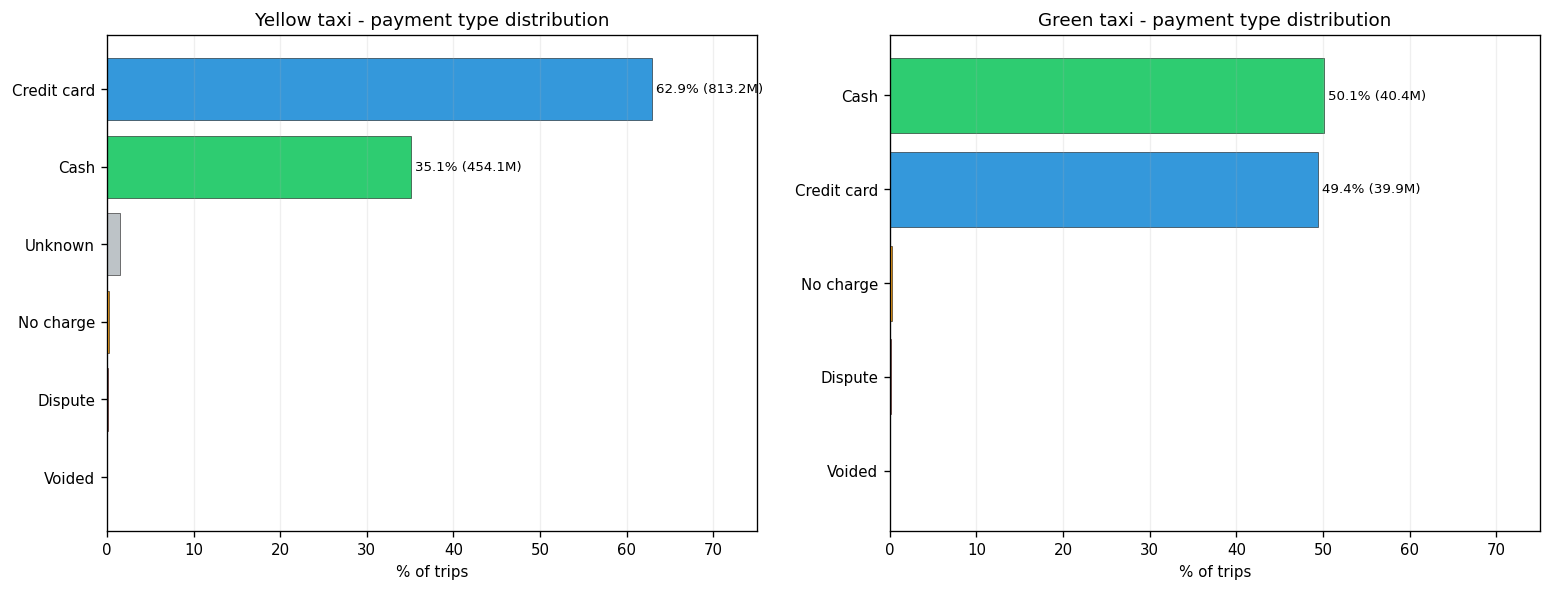 Yellow taxi - payment type distribution
Credit card
62.9% (813.2M)
Cash
35.1% (454.1M)
Unknown
No charge
Dispute
Voided
0 10 20 30 40 50 60 70
% of trips
Green taxi - payment type distribution
Cash
50.1% (40.4M)
Credit card
49.4% (39.9M)
No charge
Dispute
Voided
0 10 20 30 40 50 60 70
% of trips